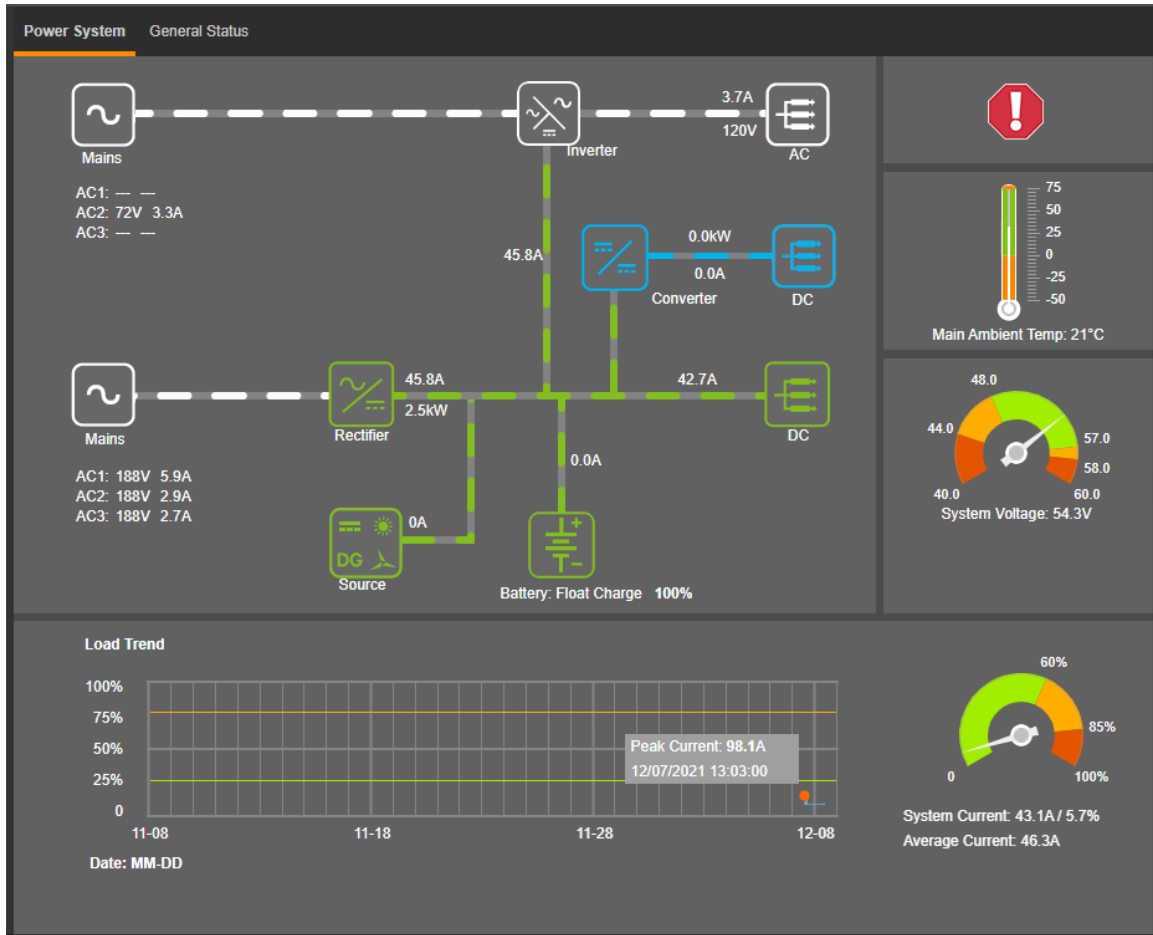 Power System General Status
Mains
AC1: --- ---
AC2: 72V 3.3A
AC3: --- ---
Inverter
3.7A
120V
AC
45.8A
0.0kW
0.0A
Converter
DC
Mains
AC1: 188V 5.9A
AC2: 188V 2.9A
AC3: 188V 2.7A
45.8A
2.5kW
Rectifier
42.7A
DC
0.0A
0A
DG
Source
Battery: Float Charge 100%
75
50
25
0
-25
-50
Main Ambient Temp: 21°C
48.0
44.0
57.0
58.0
40.0
60.0
System Voltage: 54.3V
Load Trend
100%
75%
50%
25%
0
Peak Current: 98.1A
12/07/2021 13:03:00
11-08 11-18 11-28 12-08
Date: MM-DD
60%
85%
0
100%
System Current: 43.1A / 5.7%
Average Current: 46.3A